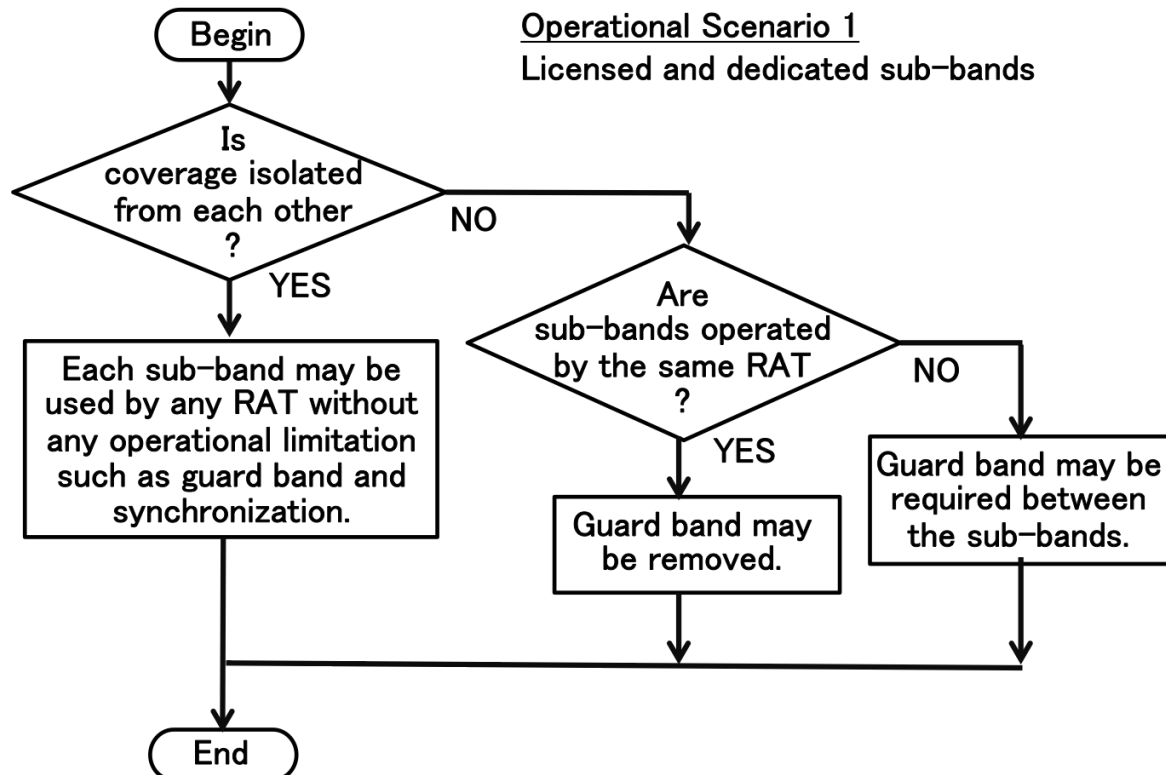 Begin
Operational Scenario 1
Licensed and dedicated sub-bands
Is
coverage isolated
from each other
?
NO
YES
Are
sub-bands operated
by the same RAT
?
NO
YES
Each sub-band may be
used by any RAT without
any operational limitation
such as guard band and
synchronization.
Guard band may
be removed.
Guard band may be
required between
the sub-bands.
End